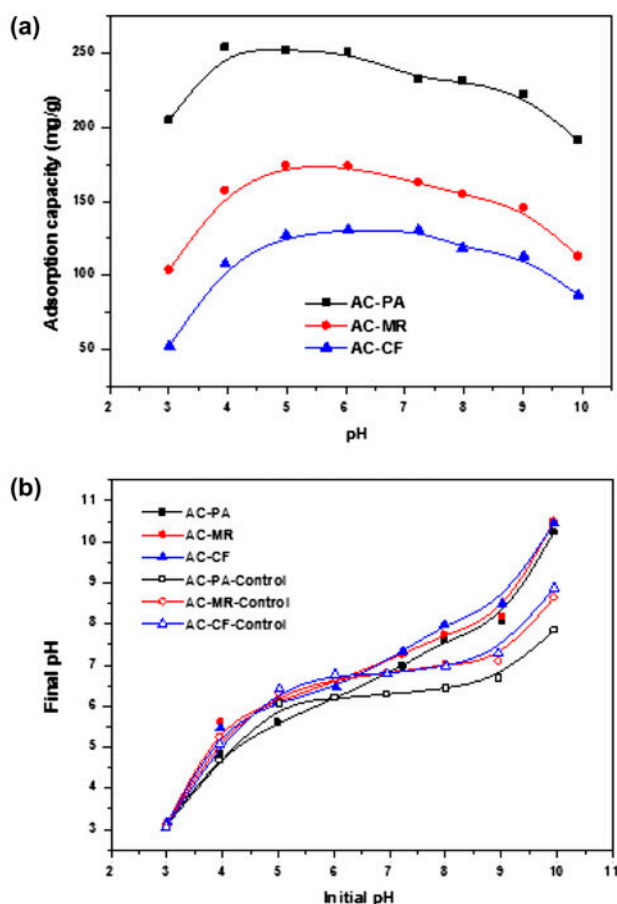 (a)
Adsorption capacity (mg/g)
250
200
150
100
50
AC-PA
AC-MR
AC-CF
2 3 4 5 6 7 8 9 10
pH
(b)
Final pH
11
10
9
8
7
6
5
4
3
AC-PA
AC-MR
AC-CF
AC-PA-Control
AC-MR-Control
AC-CF-Control
2 3 4 5 6 7 8 9 10 11
Initial pH